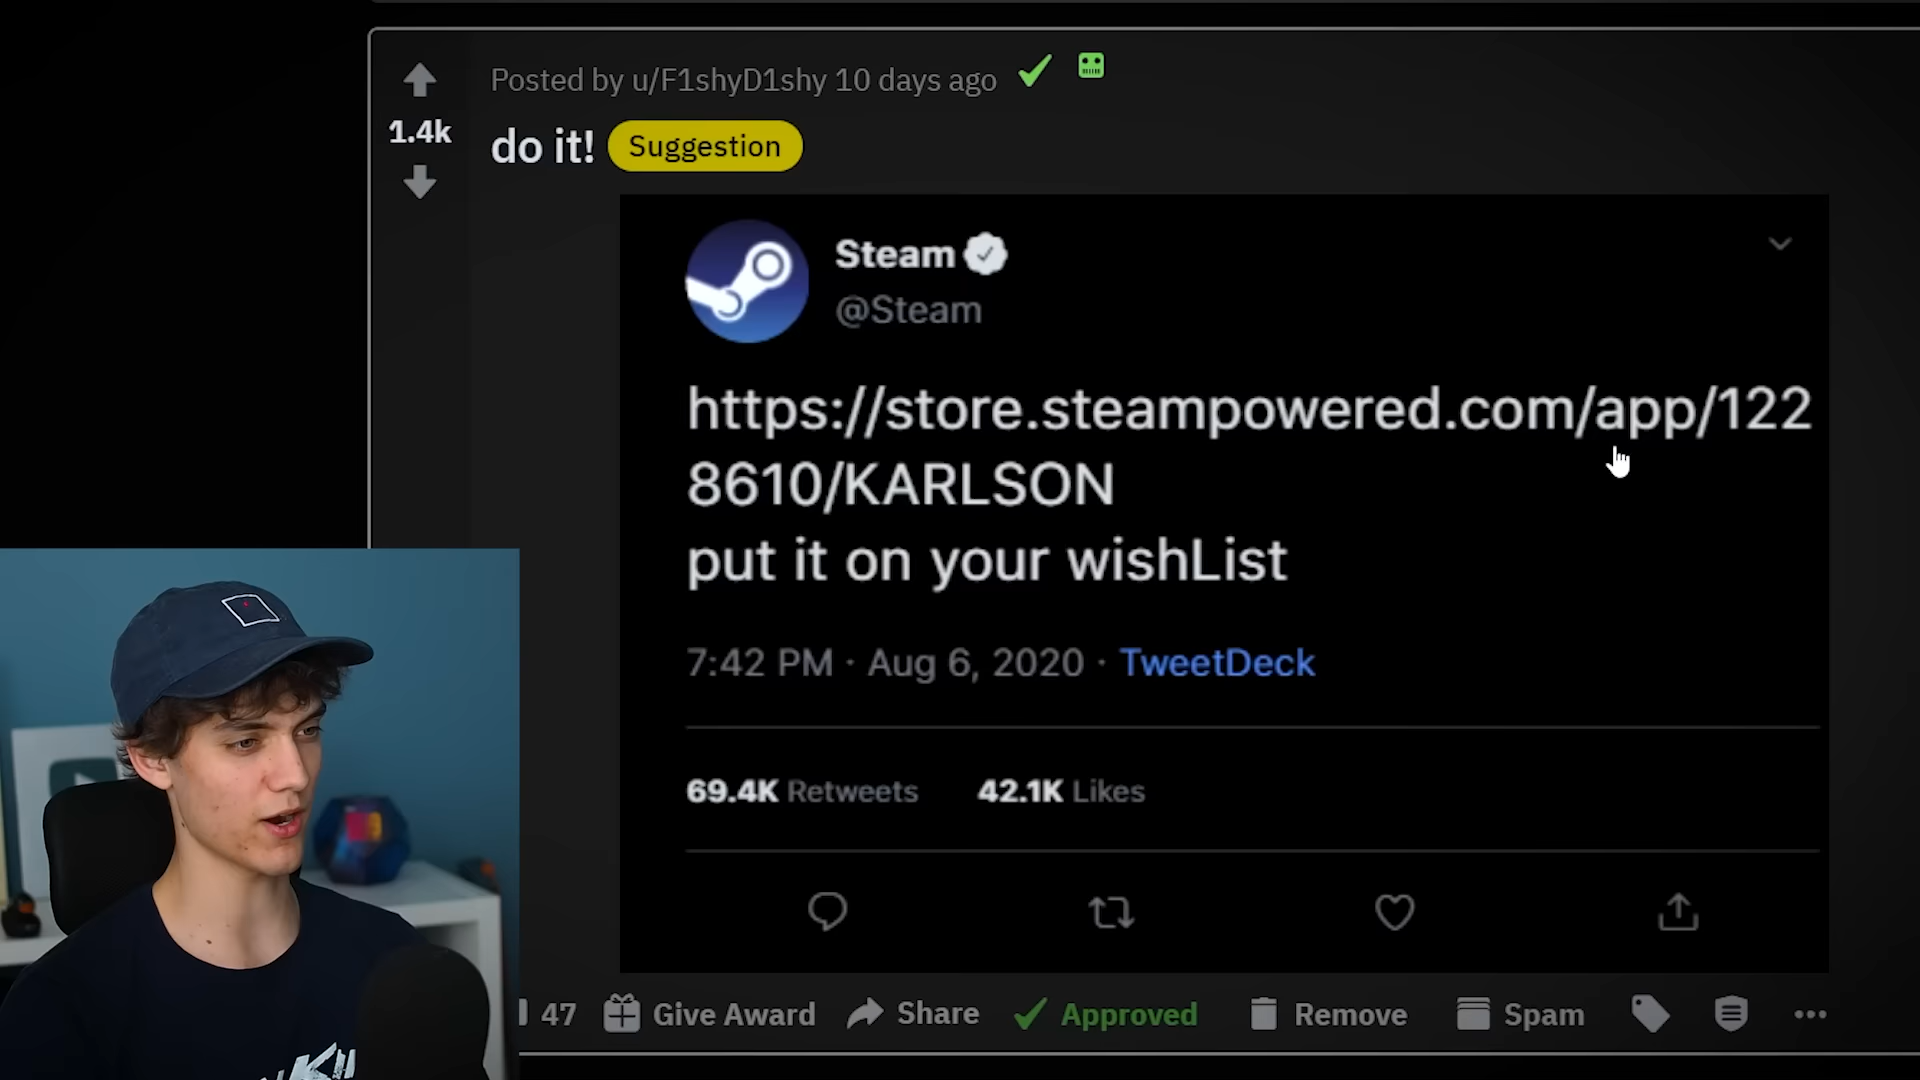 Posted by u/F1shyD1shy 10 days ago
1.4k
do it! Suggestion
Steam
@Steam
https://store.steampowered.com/app/122
8610/KARLSON
put it on your wishList
7:42 PM · Aug 6, 2020 · TweetDeck
69.4K Retweets 42.1K Likes
47 Give Award Share Approved Remove Spam